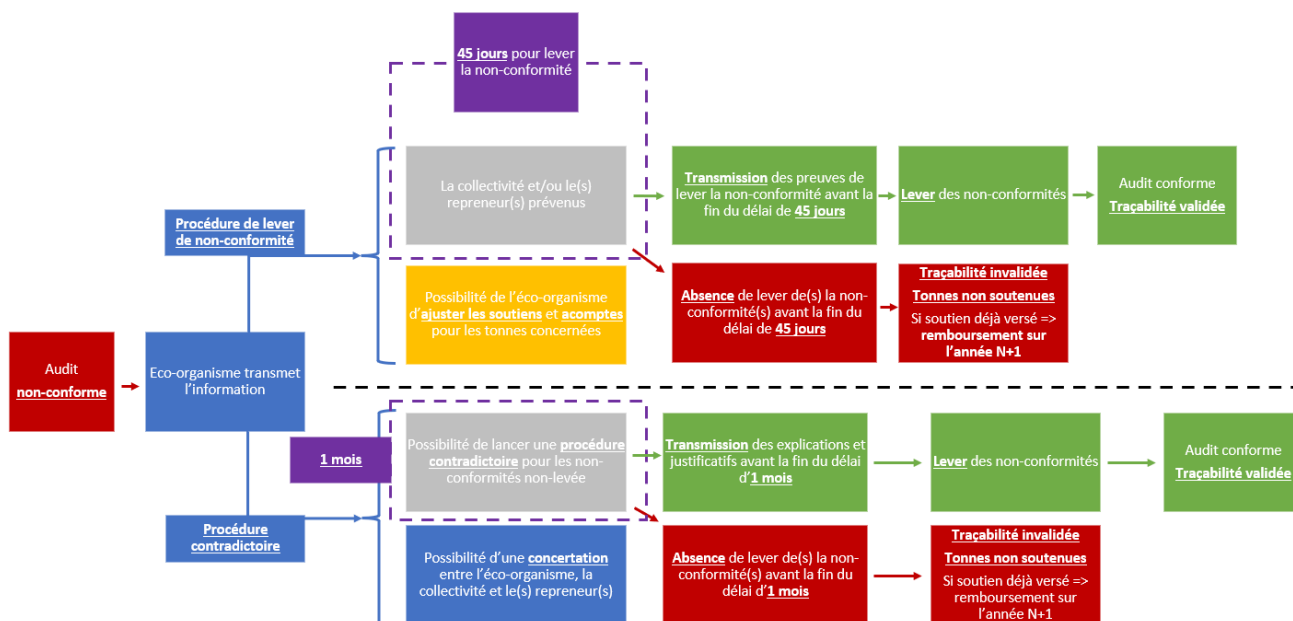 45 jours pour lever
la non-conformité
La collectivité et/ou le(s)
repreneur(s) prévenus
Transmission des preuves de
lever la non-conformité avant la
fin du délai de 45 jours
Lever des non-conformités
Audit conforme
Traçabilité validée
Procédure de lever
de non-conformité
Possibilité de l'éco-organisme
d'ajuster les soutiens et acomptes
pour les tonnes concernées
Absence de lever de(s) la non-
conformité(s) avant la fin du
délai de 45 jours
Traçabilité invalidée
Tonnes non soutenues
Si soutien déjà versé =>
remboursement sur
l'année N+1
Audit
non-conforme
Eco-organisme transmet
l'information
1 mois
Possibilité de lancer une procédure
contradictoire pour les non-
conformités non-levée
Transmission des explications et
justificatifs avant la fin du délai
d'1 mois
Lever des non-conformités
Audit conforme
Traçabilité validée
Procédure
contradictoire
Possibilité d'une concertation
entre l'éco-organisme, la
collectivité et le(s) repreneur(s)
Absence de lever de(s) la non-
conformité(s) avant la fin du
délai d'1 mois
Traçabilité invalidée
Tonnes non soutenues
Si soutien déjà versé =>
remboursement sur
l'année N+1